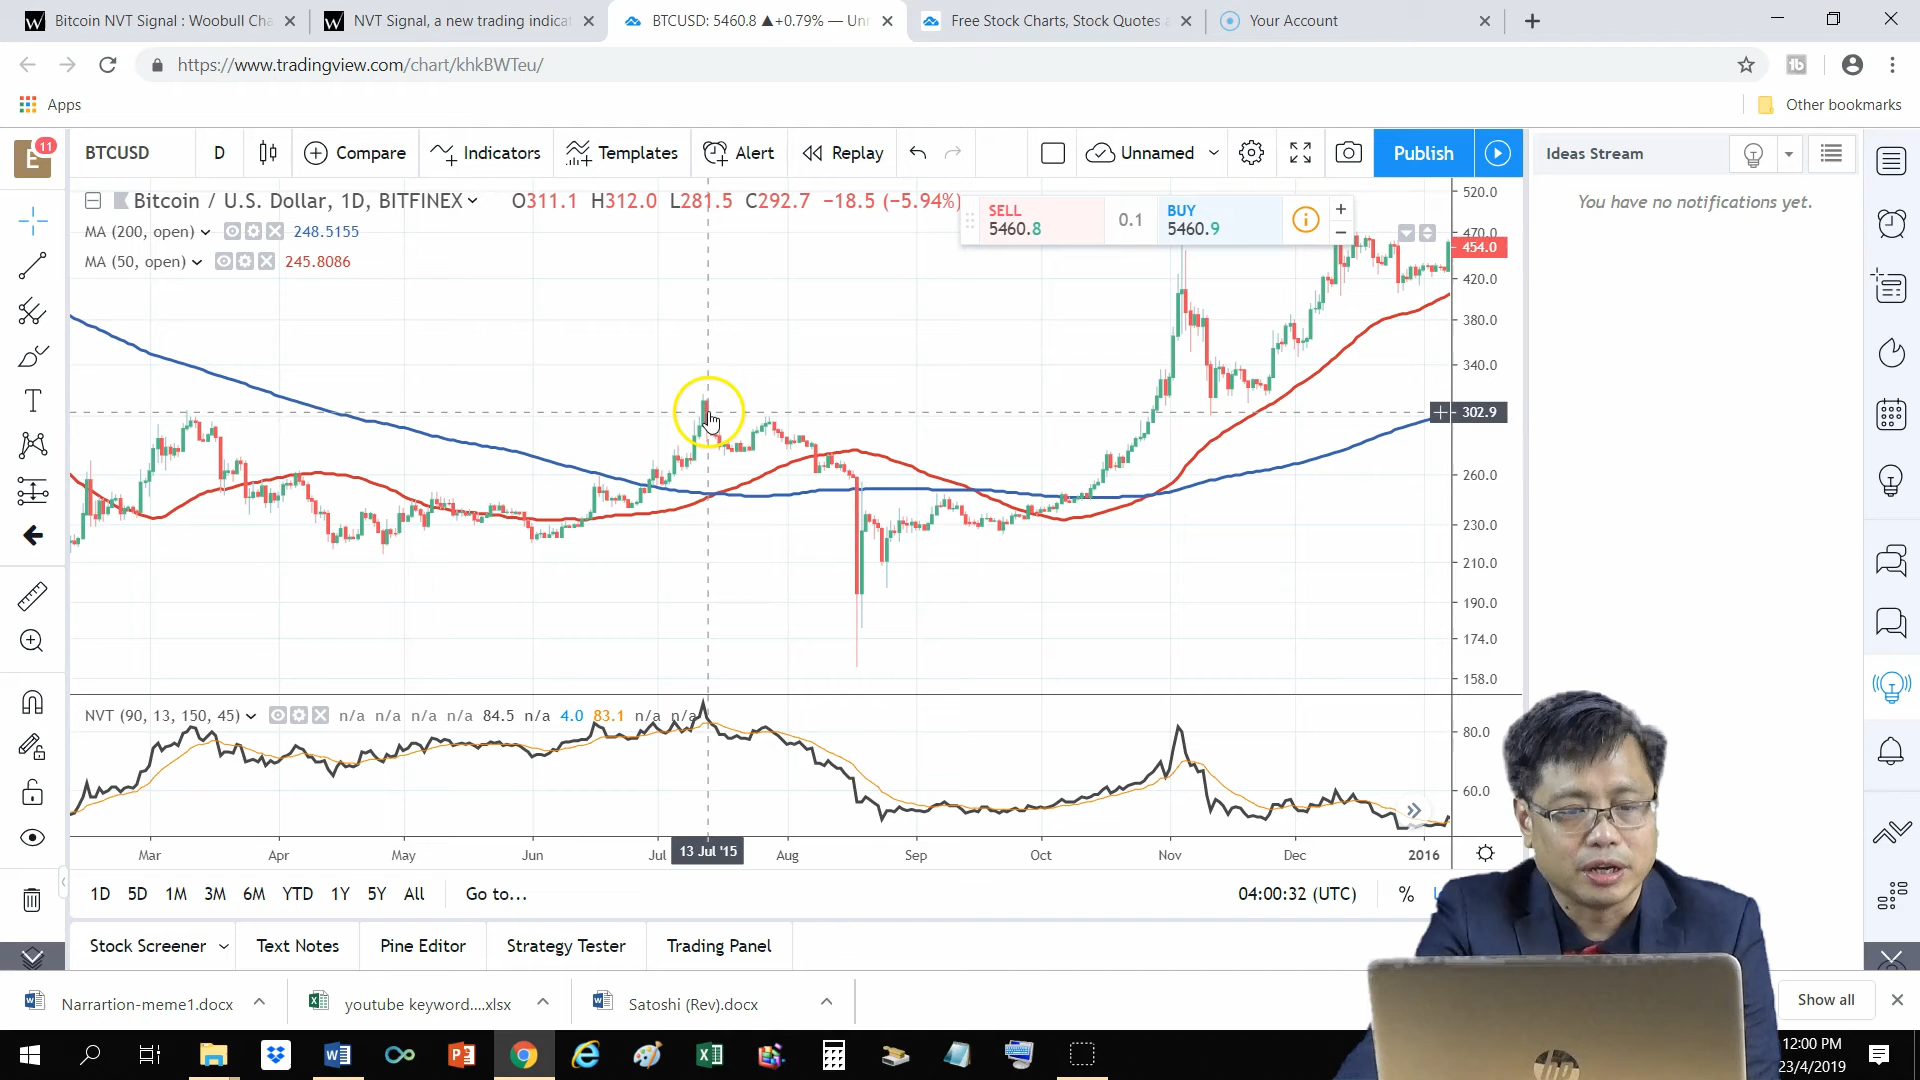 Bitcoin NVT Signal : Woobull Cha
NVT Signal, a new trading indicat
BTCUSD: 5460.8 ▲+0.79% — Unn
Free Stock Charts, Stock Quotes a
Your Account
https://www.tradingview.com/chart/khkBWTeu/
Apps
Other bookmarks
E 11
BTCUSD
D
Compare
Indicators
Templates
Alert
Replay
Unnamed
Publish
Ideas Stream
You have no notifications yet.
Bitcoin / U.S. Dollar, 1D, BITFINEX
O311.1 H312.0 L281.5 C292.7 −18.5 (−5.94%)
MA (200, open) 248.5155
MA (50, open) 245.8086
SELL
5460.8
0.1
BUY
5460.9
520.0
470.0
454.0
420.0
380.0
340.0
302.9
260.0
230.0
210.0
190.0
174.0
158.0
NVT (90, 13, 150, 45) n/a n/a n/a n/a 84.5 n/a 4.0 83.1 n/a n/a
80.0
60.0
Mar Apr May Jun Jul 13 Jul '15 Aug Sep Oct Nov Dec 2016
1D 5D 1M 3M 6M YTD 1Y 5Y All Go to...
04:00:32 (UTC) %
Stock Screener
Text Notes
Pine Editor
Strategy Tester
Trading Panel
Narrartion-meme1.docx
youtube keyword....xlsx
Satoshi (Rev).docx
Show all
12:00 PM
23/4/2019
hp